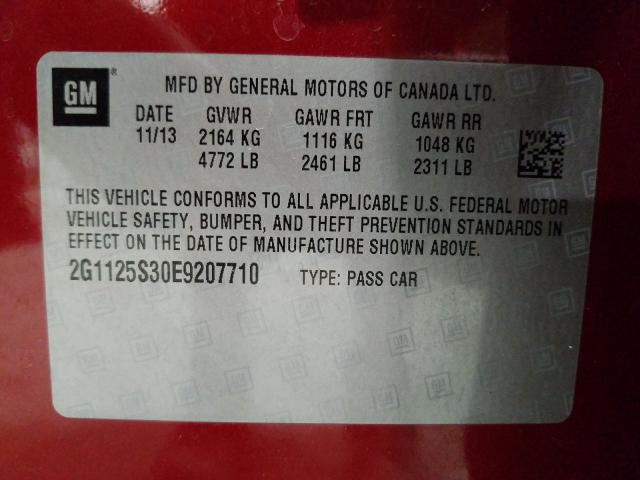 GM®
MFD BY GENERAL MOTORS OF CANADA LTD.
DATE GVWR GAWR FRT GAWR RR
11/13 2164 KG 1116 KG 1048 KG
4772 LB 2461 LB 2311 LB
THIS VEHICLE CONFORMS TO ALL APPLICABLE U.S. FEDERAL MOTOR
VEHICLE SAFETY, BUMPER, AND THEFT PREVENTION STANDARDS IN
EFFECT ON THE DATE OF MANUFACTURE SHOWN ABOVE.
2G1125S30E9207710 TYPE: PASS CAR